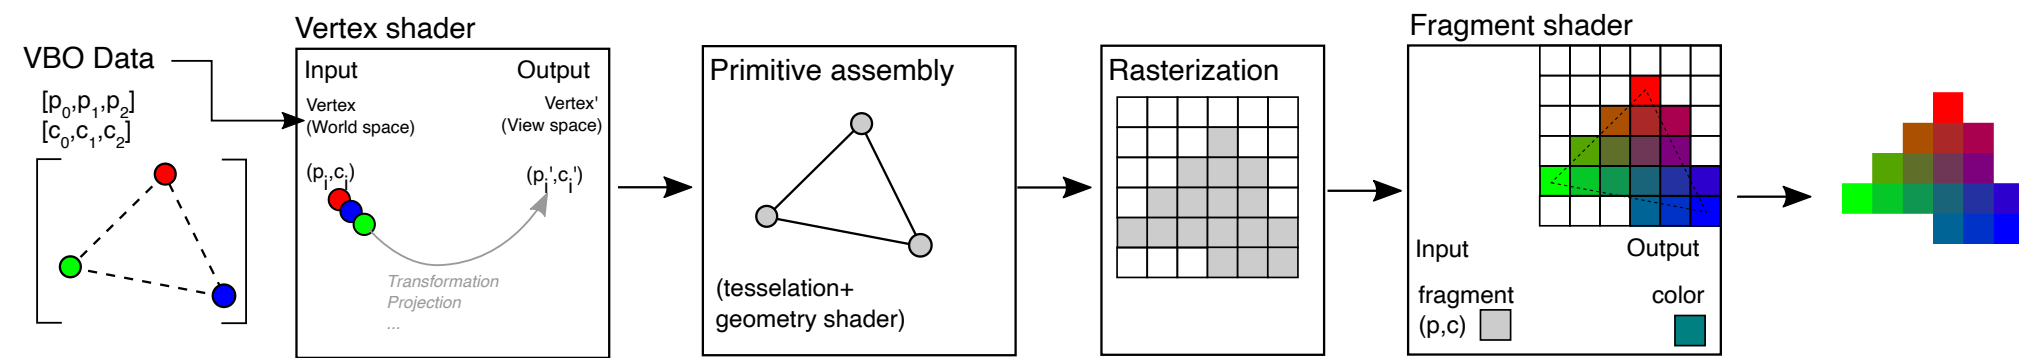 VBO Data
[p0,p1,p2]
[c0,c1,c2]
Vertex shader
Input
Output
Vertex
(World space)
Vertex'
(View space)
(pi,ci)
(pi',ci')
Transformation
Projection
...
Primitive assembly
(tesselation+
geometry shader)
Rasterization
Fragment shader
Input
Output
fragment
(p,c)
color